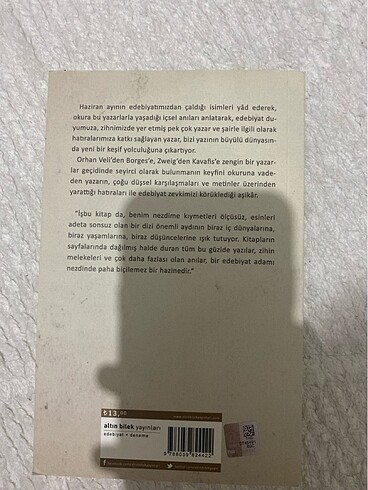 Haziran ayının edebiyatımızdan çaldığı isimleri yâd ederek,
okura bu yazarlarla yaşadığı içsel anıları anlatarak, edebiyat du-
yumuza, zihnimizde yer etmiş pek çok yazar ve şairle ilgili olarak
hatıralarımıza katkı sağlayan yazar, bizi yazının büyülü dünyasın-
da yeni bir keşif yolculuğuna çıkartıyor.
Orhan Veli'den Borges'e, Zweig'den Kavafis'e zengin bir yazar-
lar geçidinde seyirci olarak bulunmanın keyfini okuruna vade-
den yazarın, çoğu düşsel karşılaşmaları ve metinler üzerinden
yarattığı hatıraları ile edebiyat zevkimizi körüklediği aşikâr.
"İşbu kitap da, benim nezdime kıymetleri ölçüsüz, esinleri
adeta sonsuz olan bir dizi önemli aydının biraz iç dünyalarına,
biraz yaşamlarına, biraz düşüncelerine ışık tutuyor. Kitapların
sayfalarında dağılmış halde duran tüm bu güzide yazılar, zihin
melekeleri ve çok daha fazlası olan anılar, bir edebiyat adamı
nezdinde paha biçilemez bir hazinedir."
₺13,00
altın bilek yayınları
edebiyat • deneme